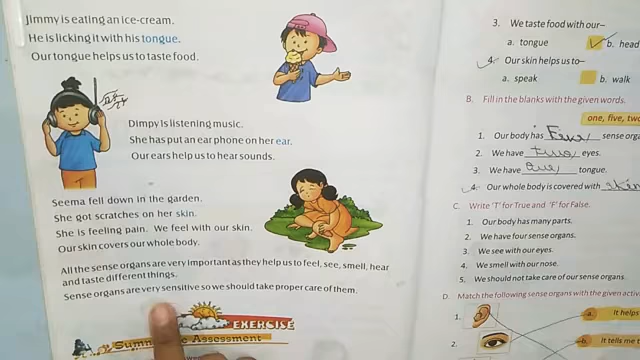 Jimmy is eating an ice-cream.
He is licking it with his tongue.
Our tongue helps us to taste food.
Dimpy is listening music.
She has put an ear phone on her ear.
Our ears help us to hear sounds.
Seema fell down in the garden.
She got scratches on her skin.
She is feeling pain. We feel with our skin.
Our skin covers our whole body.
All the sense organs are very important as they help us to feel, see, smell, hear
and taste different things.
Sense organs are very sensitive so we should take proper care of them.
EXERCISE
Assessment
3. We taste food with our–
a. tongue
b. head
4. Our skin helps us to–
a. speak
b. walk
B. Fill in the blanks with the given words.
one, five, two
1. Our body has sense
2. We have two eyes.
3. We have one tongue.
4. Our whole body is covered with skin
C. Write 'T' for True and 'F' for False.
1. Our body has many parts.
2. We have four sense organs.
3. We see with our eyes.
4. We smell with our nose.
5. We should not take care of our sense organs.
D. Match the following sense organs with the given
1.
a. It helps
2.
b. It tells me